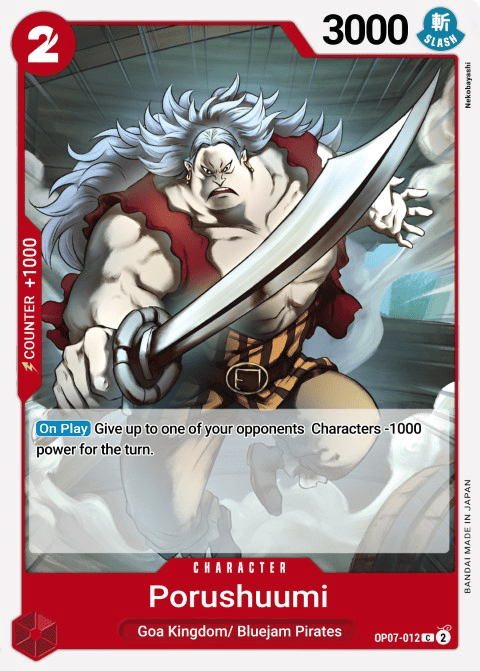 2
3000
斬
SLASH
Nekobayashi
COUNTER +1000
On Play Give up to one of your opponents Characters -1000
power for the turn.
BANDAI MADE IN JAPAN
CHARACTER
Porushuumi
Goa Kingdom/ Bluejam Pirates
OP07-012 C 2